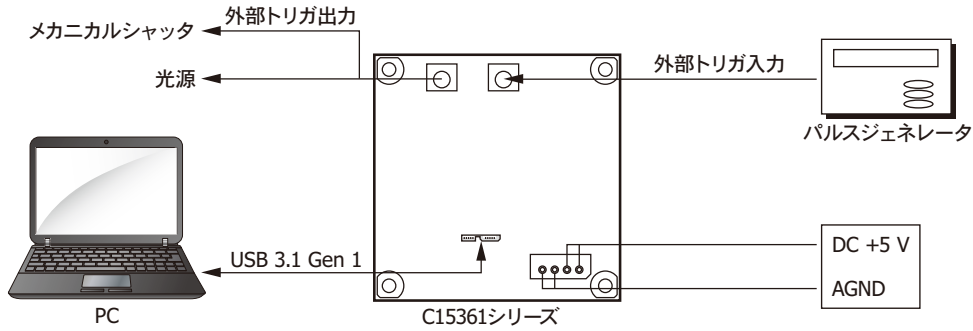 外部トリガ出力
メカニカルシャッタ
光源
外部トリガ入力
パルスジェネレータ
USB 3.1 Gen 1
DC +5 V
AGND
PC
C15361シリーズ